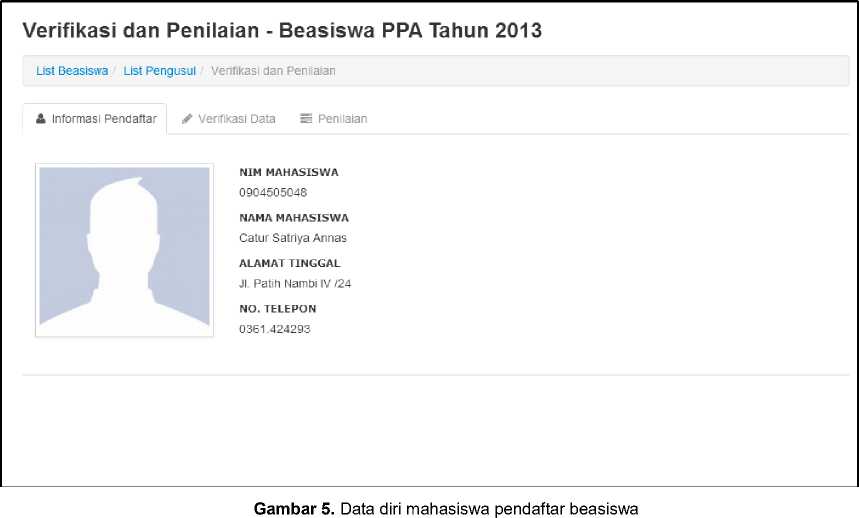 Verifikasi dan Penilaian - Beasiswa PPA Tahun 2013
List Beasiswa / List Pengusul / Verifikasi dan Penilaian
Informasi Pendaftar Verifikasi Data Penilaian
NIM MAHASISWA
0904505048
NAMA MAHASISWA
Catur Satriya Annas
ALAMAT TINGGAL
Jl. Patih Nambi IV /24
NO. TELEPON
0361.424293
Gambar 5. Data diri mahasiswa pendaftar beasiswa